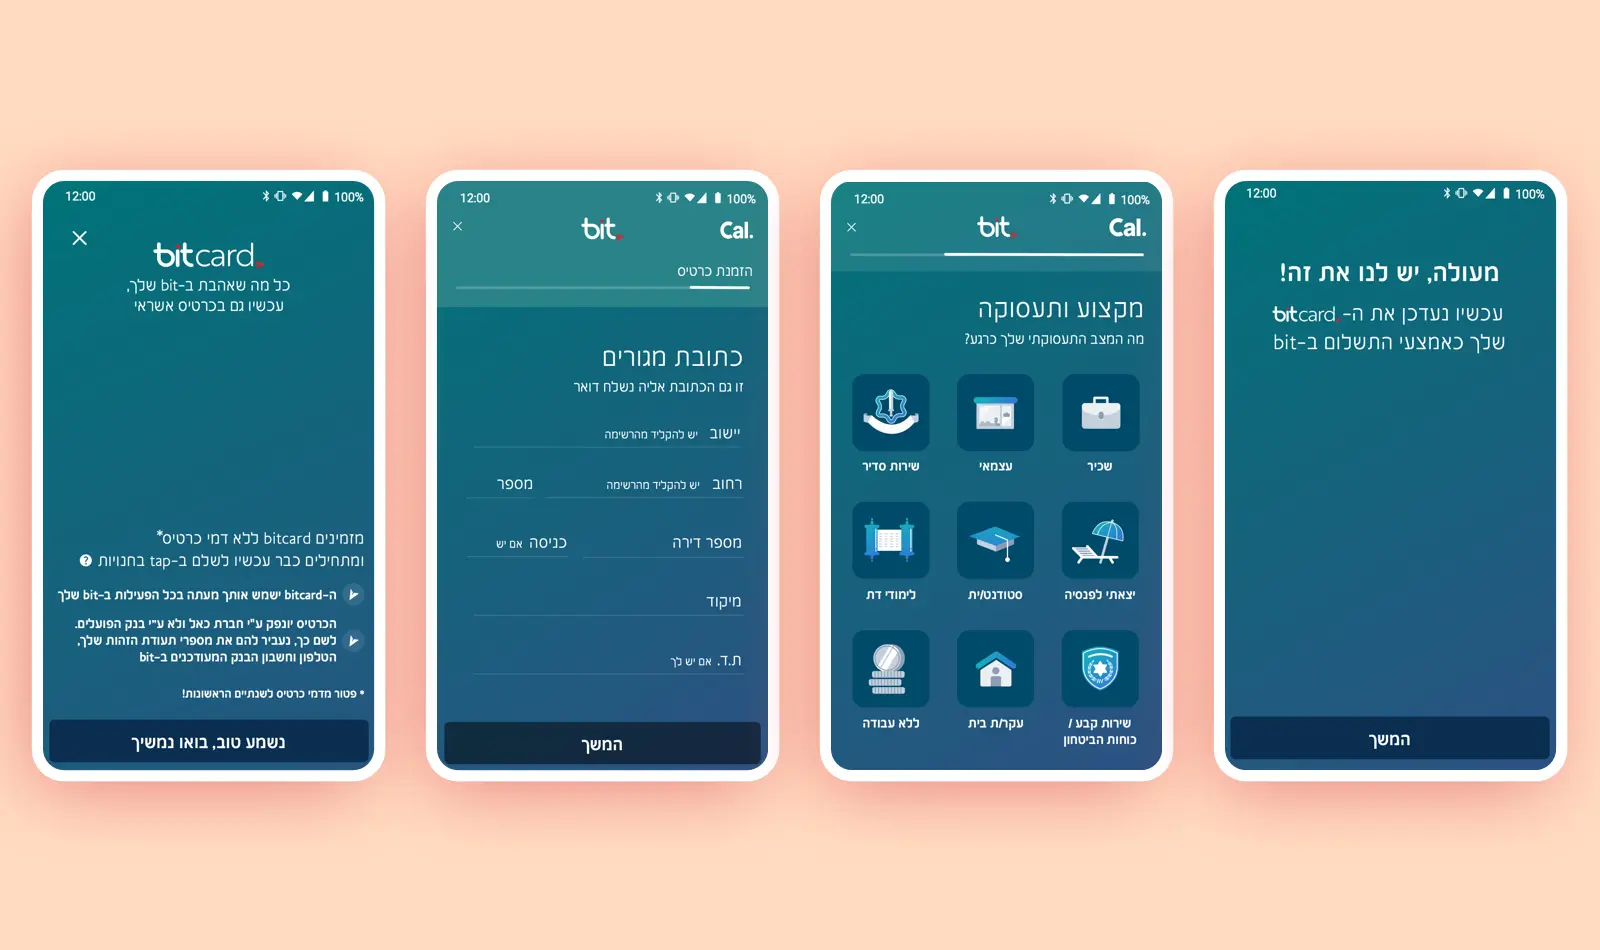 12:00
100%
bitcard
כל מה שאהבת ב-bit שלך,
עכשיו גם בכרטיס אשראי
מזמינים bitcard ללא דמי כרטיס*
ומתחילים כבר עכשיו לשלם ב-tap בחנויות ?
ה-bitcard ישמש אותך מעתה בכל הפעילות ב-bit שלך
הכרטיס יונפק ע"י חברת כאל ולא ע"י בנק הפועלים.
לשם כך, נעביר להם את מספרי תעודת הזהות שלך,
הטלפון וחשבון הבנק המעודכנים ב-bit
* פטור מדמי כרטיס לשנתיים הראשונות!
נשמע טוב, בואו נמשיך
12:00
100%
bit
Cal.
הזמנת כרטיס
כתובת מגורים
זו גם הכתובת אליה נשלח דואר
יישוב יש להקליד מהרשימה
רחוב יש להקליד מהרשימה
מספר
מספר דירה
כניסה אם יש
מיקוד
ת.ד. אם יש לך
המשך
12:00
100%
bit
Cal.
מקצוע ותעסוקה
מה המצב התעסוקתי שלך כרגע?
שכיר
עצמאי
שירות סדיר
יצאתי לפנסיה
סטודנט/ית
לימודי דת
שירות קבע /
כוחות הביטחון
עקר/ת בית
ללא עבודה
12:00
100%
מעולה, יש לנו את זה!
עכשיו נעדכן את ה-bitcard
שלך כאמצעי התשלום ב-bit
המשך